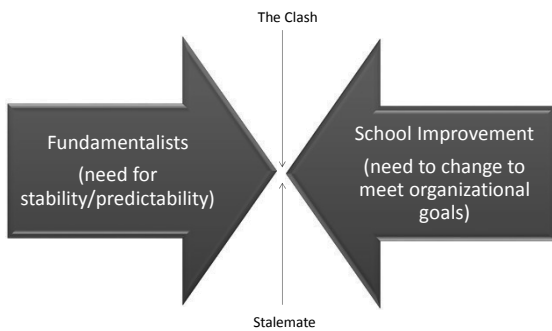 The Clash
Fundamentalists
(need for
stability/predictability)
School Improvement
(need to change to
meet organizational
goals)
Stalemate